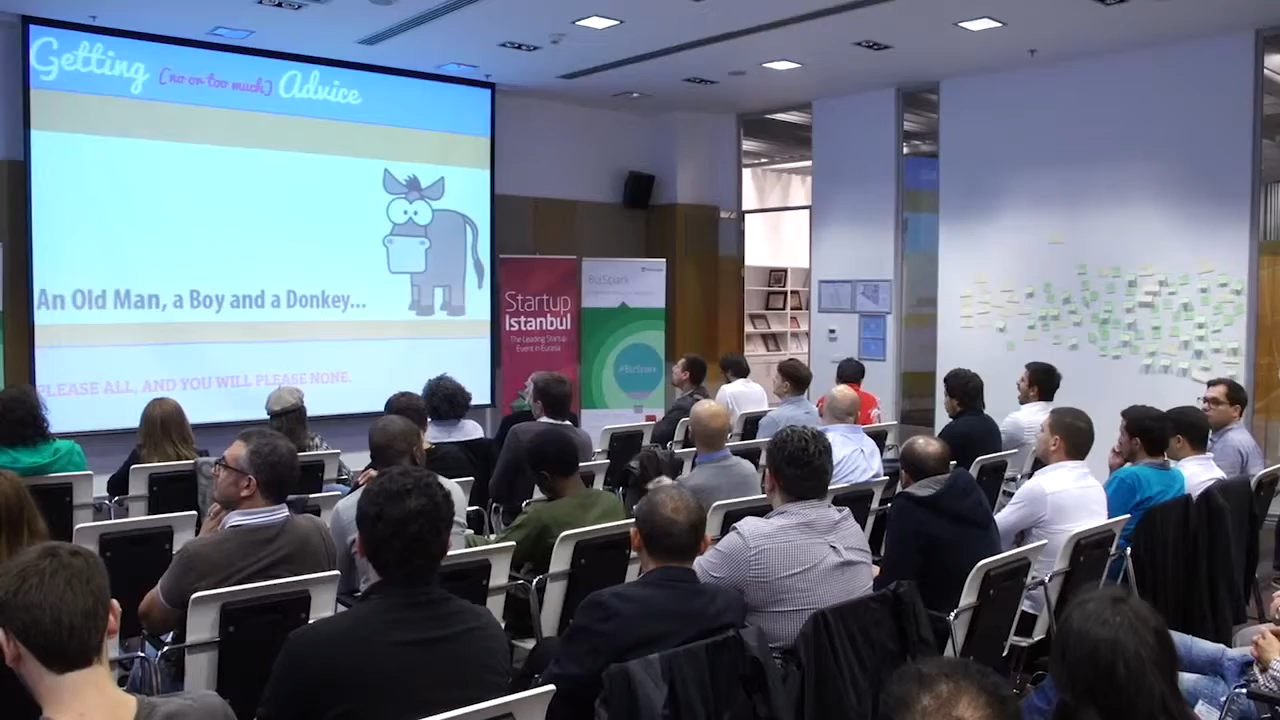 Getting (no or too much) Advice
An Old Man, a Boy and a Donkey...
PLEASE ALL, AND YOU WILL PLEASE NONE.
Startup
Istanbul
The Leading Startup
Event in Eurasia
BizSpark
#BizSpark